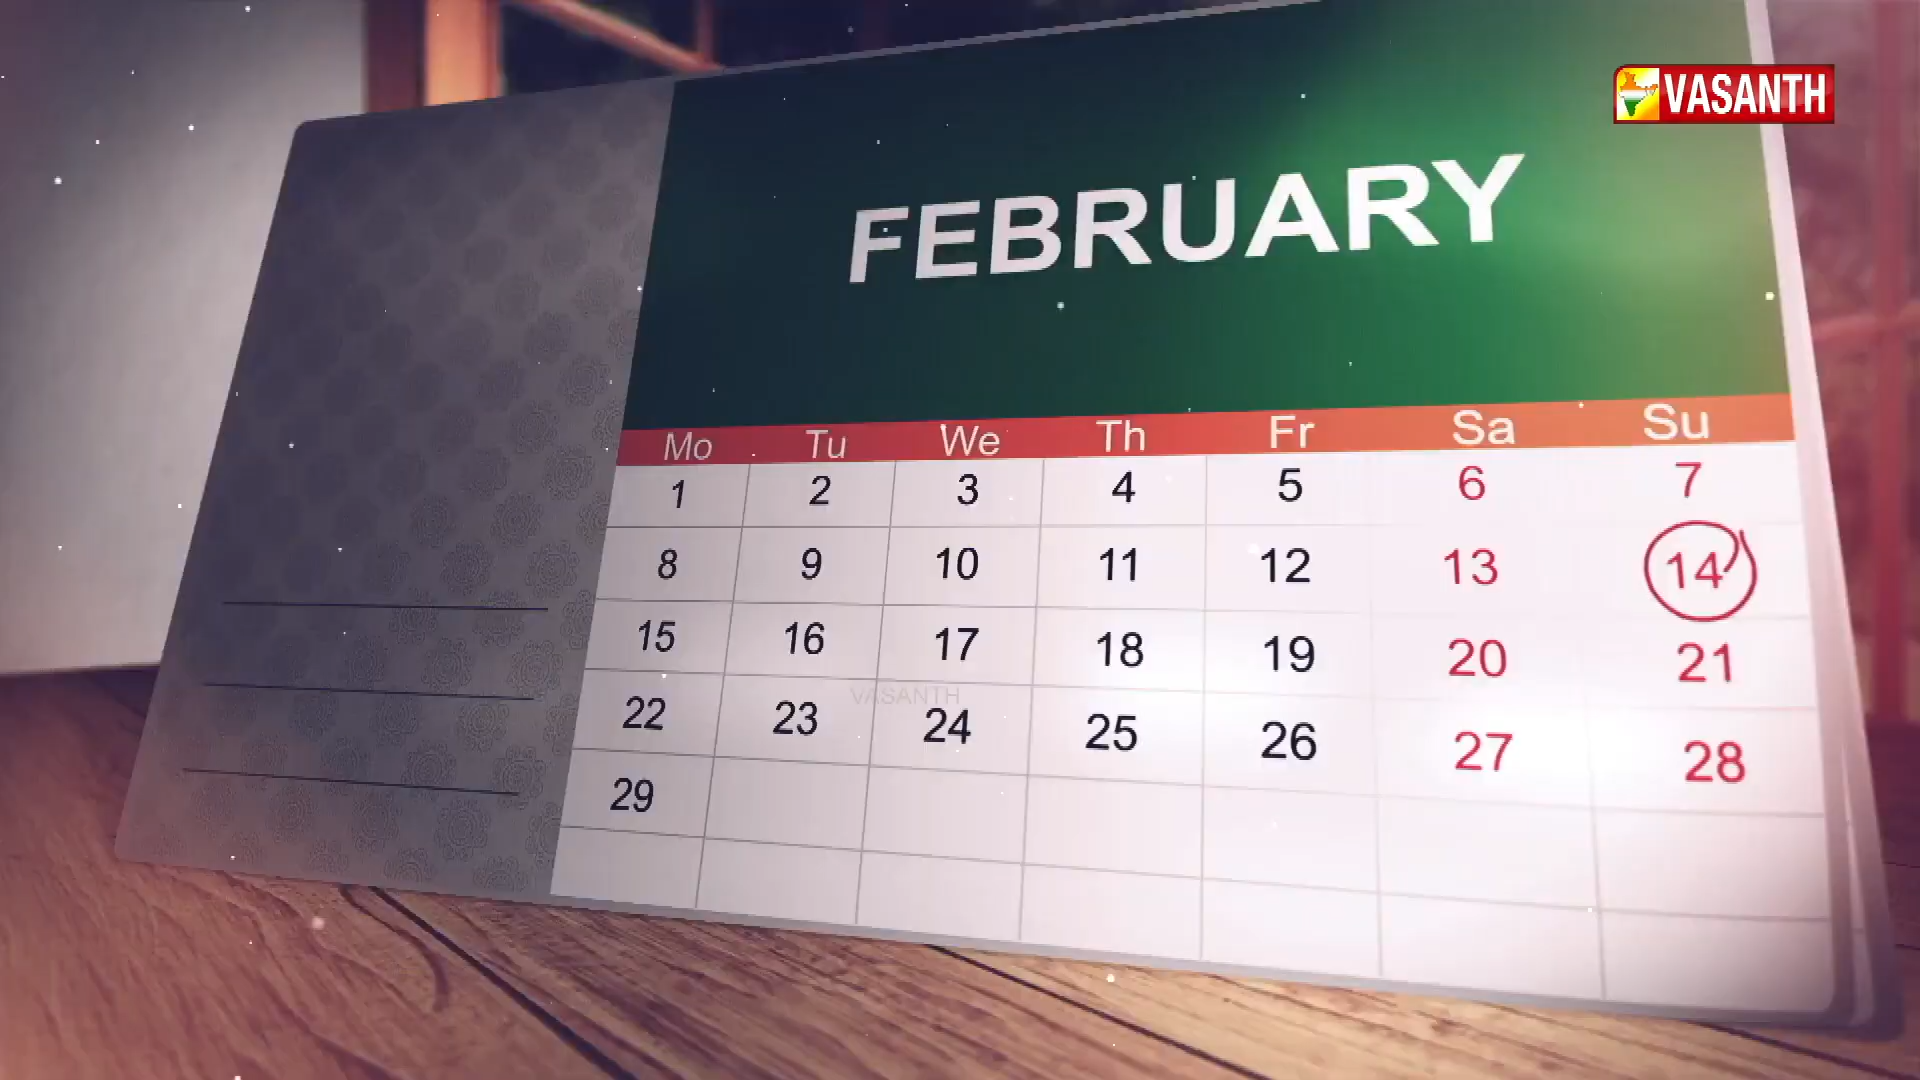 VASANTH
FEBRUARY
Mo Tu We Th Fr Sa Su
1 2 3 4 5 6 7
8 9 10 11 12 13 14
15 16 17 18 19 20 21
22 23 24 25 26 27 28
VASANTH
29